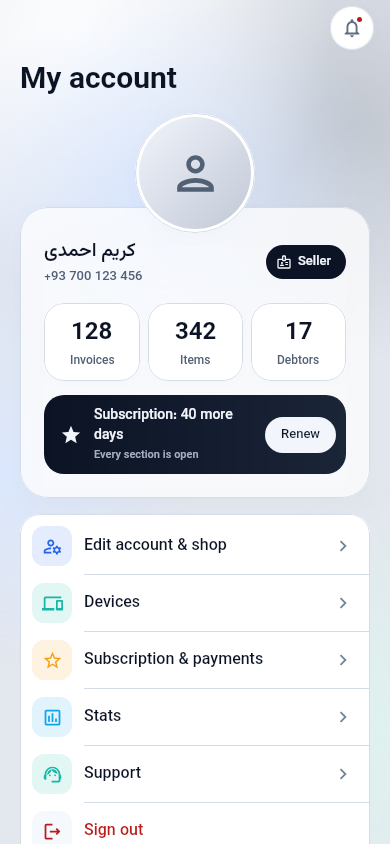 My account
کریم احمدی
+93 700 123 456
Seller
128
342
17
Invoices
Items
Debtors
Subscription: 40 more
days
Every section is open
Renew
Edit account & shop
Devices
Subscription & payments
Stats
Support
Sign out